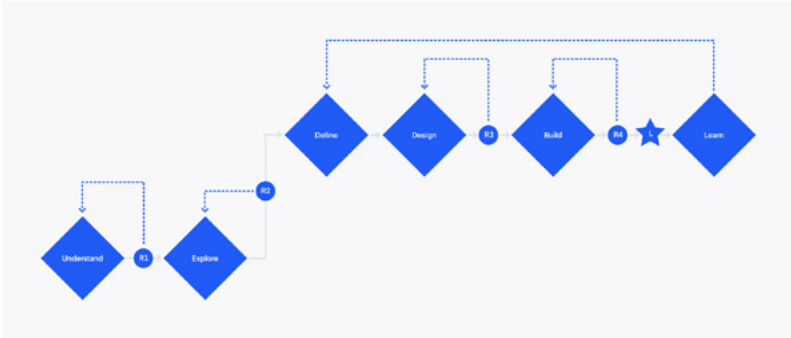 Define
Design
R3
Build
R4
L
Learn
R2
Understand
R1
Explore